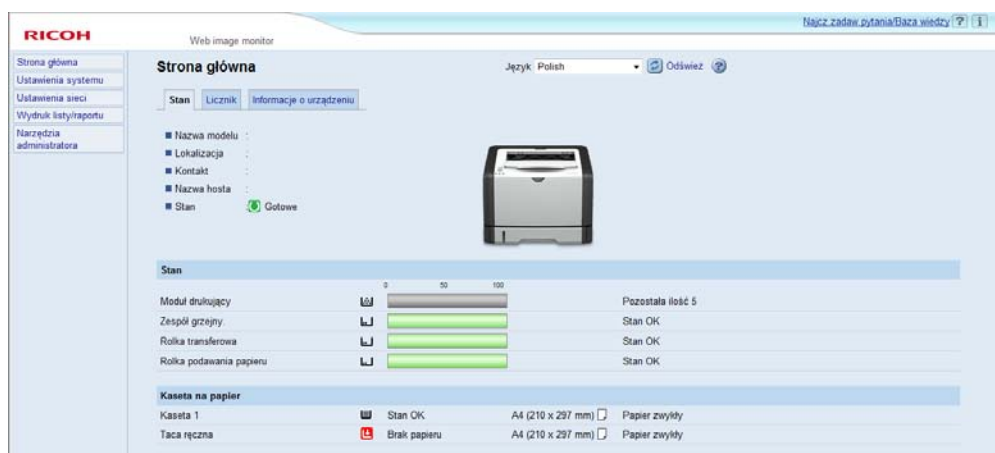 Najcz.zadaw.pytania/Baza wiedzy
RICOH
Web image monitor
Strona główna
Ustawienia systemu
Ustawienia sieci
Wydruk listy/raportu
Narzędzia
administratora
Strona główna
Język Polish Odśwież
Stan Licznik Informacje o urządzeniu
Nazwa modelu :
Lokalizacja :
Kontakt :
Nazwa hosta :
Stan : Gotowe
Stan
0 50 100
Moduł drukujący Pozostała ilość 5
Zespół grzejny. Stan OK
Rolka transferowa Stan OK
Rolka podawania papieru Stan OK
Kaseta na papier
Kaseta 1 Stan OK A4 (210 x 297 mm) Papier zwykły
Taca ręczna Brak papieru A4 (210 x 297 mm) Papier zwykły